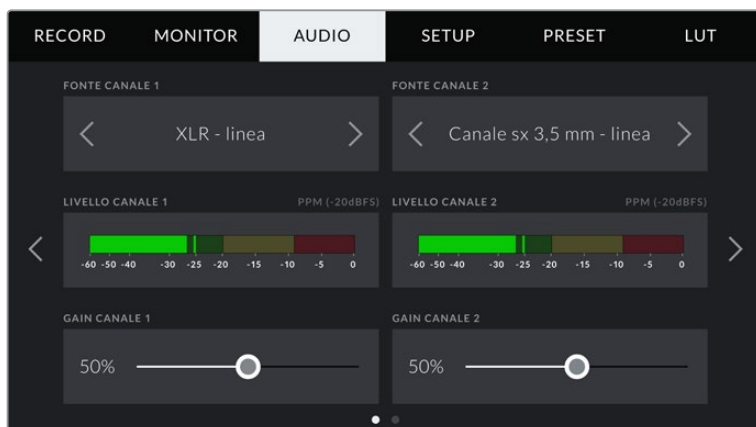 RECORD MONITOR AUDIO SETUP PRESET LUT
FONTE CANALE 1 FONTE CANALE 2
XLR - linea Canale sx 3,5 mm - linea
LIVELLO CANALE 1 PPM (-20dBFS) LIVELLO CANALE 2 PPM (-20dBFS)
-60 -50 -40 -30 -25 -20 -15 -10 -5 0 -60 -50 -40 -30 -25 -20 -15 -10 -5 0
GAIN CANALE 1 GAIN CANALE 2
50% 50%